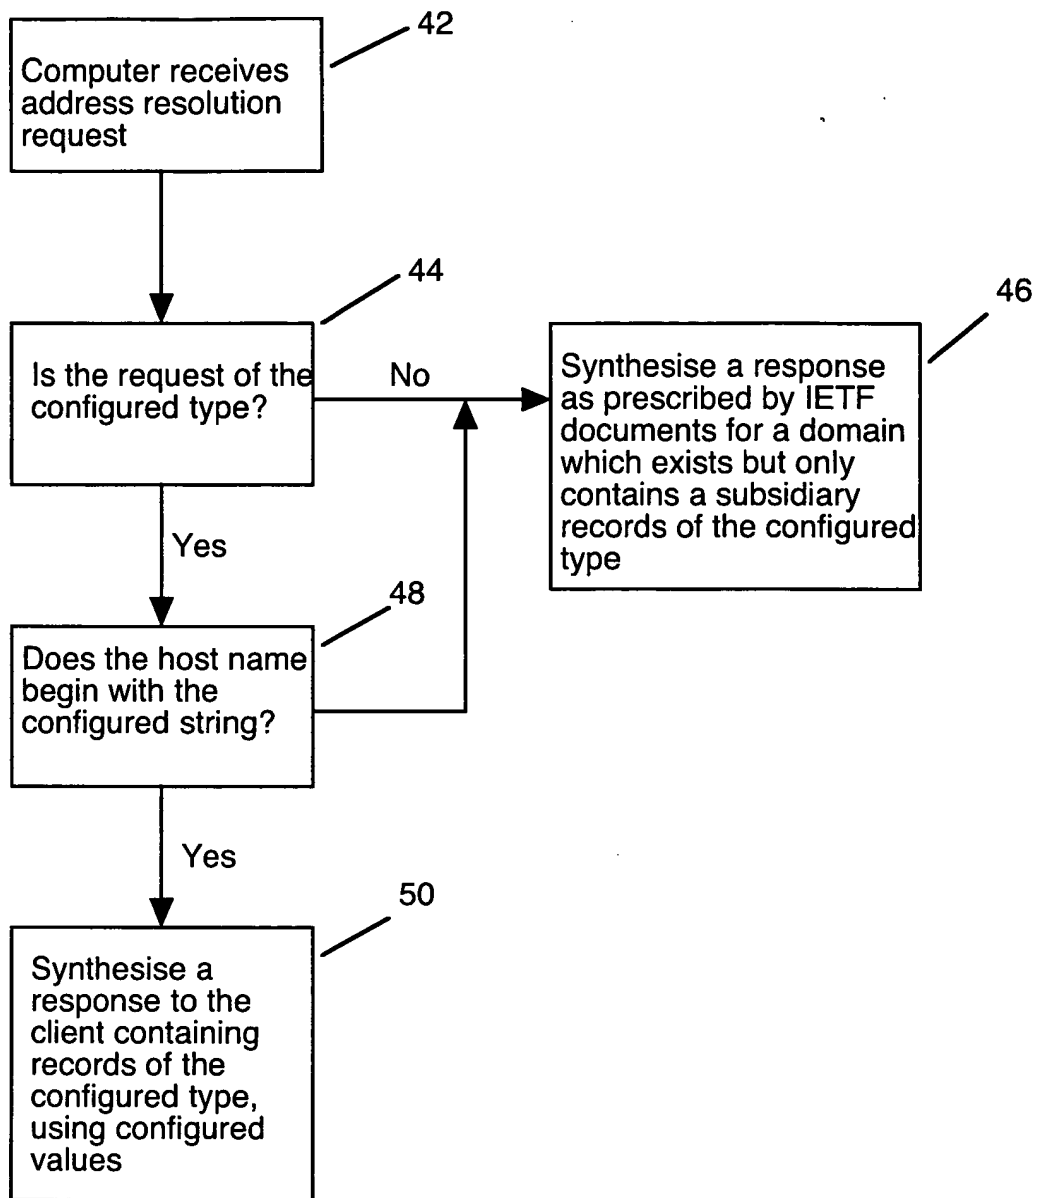 42
Computer receives
address resolution
request
44
Is the request of the
configured type?
No
46
Synthesise a response
as prescribed by IETF
documents for a domain
which exists but only
contains a subsidiary
records of the configured
type
Yes
48
Does the host name
begin with the
configured string?
Yes
50
Synthesise a
response to the
client containing
records of the
configured type,
using configured
values